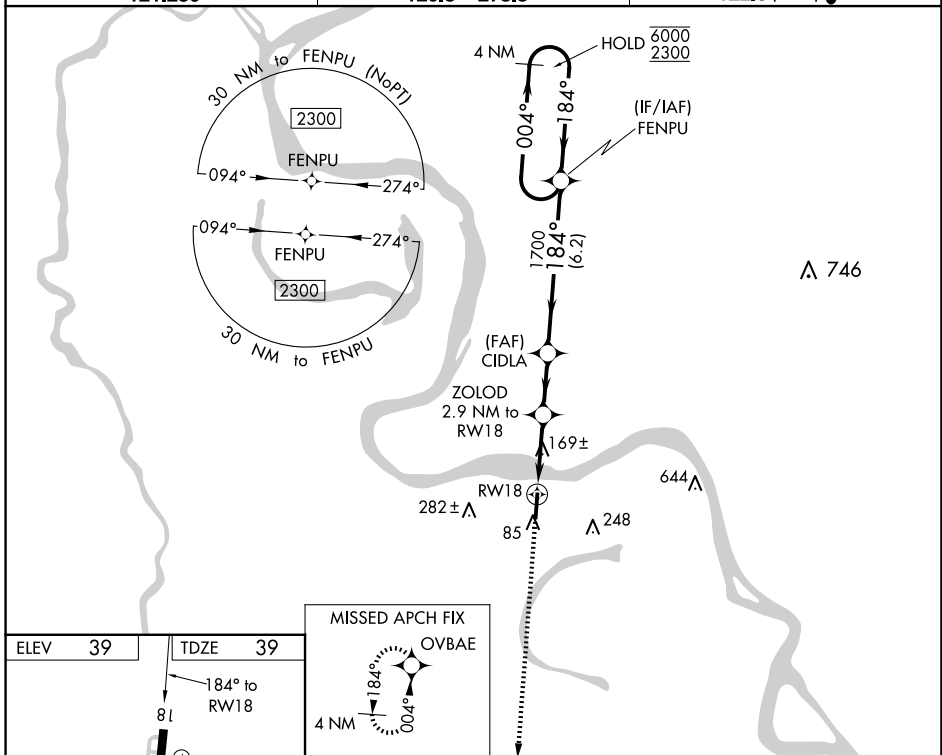 4 NM
HOLD 6000
2300
30 NM to FENPU (NoPT)
2300
FENPU
094°
274°
094°
274°
FENPU
2300
30 NM to FENPU
004°
184°
(IF/IAF)
FENPU
1700
184°
(6.2)
746
(FAF)
CIDLA
ZOLOD
2.9 NM to
RW18
169±
RW18
644
282±
85
248
MISSED APCH FIX
OVBAE
184°
004°
4 NM
ELEV 39
TDZE 39
184° to
RW18
18